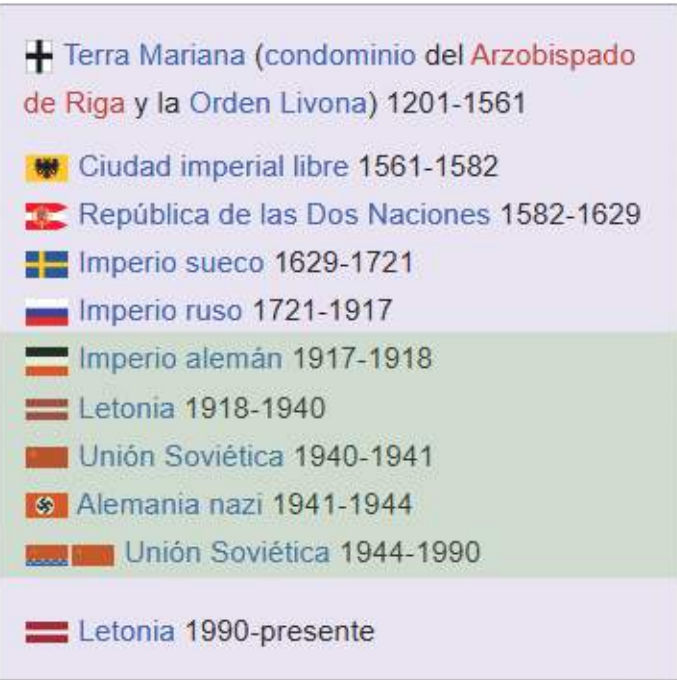 Terra Mariana (condominio del Arzobispado
de Riga y la Orden Livona) 1201-1561
Ciudad imperial libre 1561-1582
República de las Dos Naciones 1582-1629
Imperio sueco 1629-1721
Imperio ruso 1721-1917
Imperio alemán 1917-1918
Letonia 1918-1940
Unión Soviética 1940-1941
Alemania nazi 1941-1944
Unión Soviética 1944-1990
Letonia 1990-presente